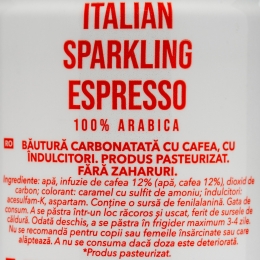 ITALIAN
SPARKLING
ESPRESSO
100% ARABICA
RO
BĂUTURĂ CARBONATATĂ CU CAFEA, CU
ÎNDULCITORI. PRODUS PASTEURIZAT.
FĂRĂ ZAHARURI.
Ingrediente: apă, infuzie de cafea 12% (apă, cafea 12%), dioxid de
carbon; colorant: caramel cu sulfit de amoniu; îndulcitori:
acesulfam-K, aspartam. Conține o sursă de fenilalanină. Gata de
consum. A se păstra într-un loc răcoros și uscat, ferit de sursele de
căldură. Odată deschis, a se păstra în frigider maximum 3-4 zile.
Nu se recomandă pentru copii sau femeile însărcinate sau care
alăptează. A nu se consuma dacă doza este deteriorată.
*Produs pasteurizat.